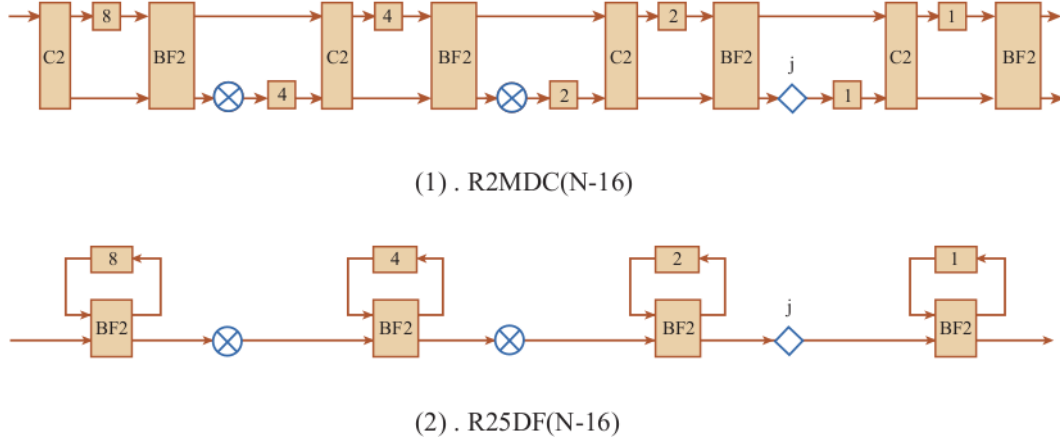 8 4 2 1
C2 BF2 C2 BF2 C2 BF2 C2 BF2
j
4 2 1
(1) . R2MDC(N-16)
8 4 2 1
BF2 BF2 BF2 BF2
j
(2) . R25DF(N-16)